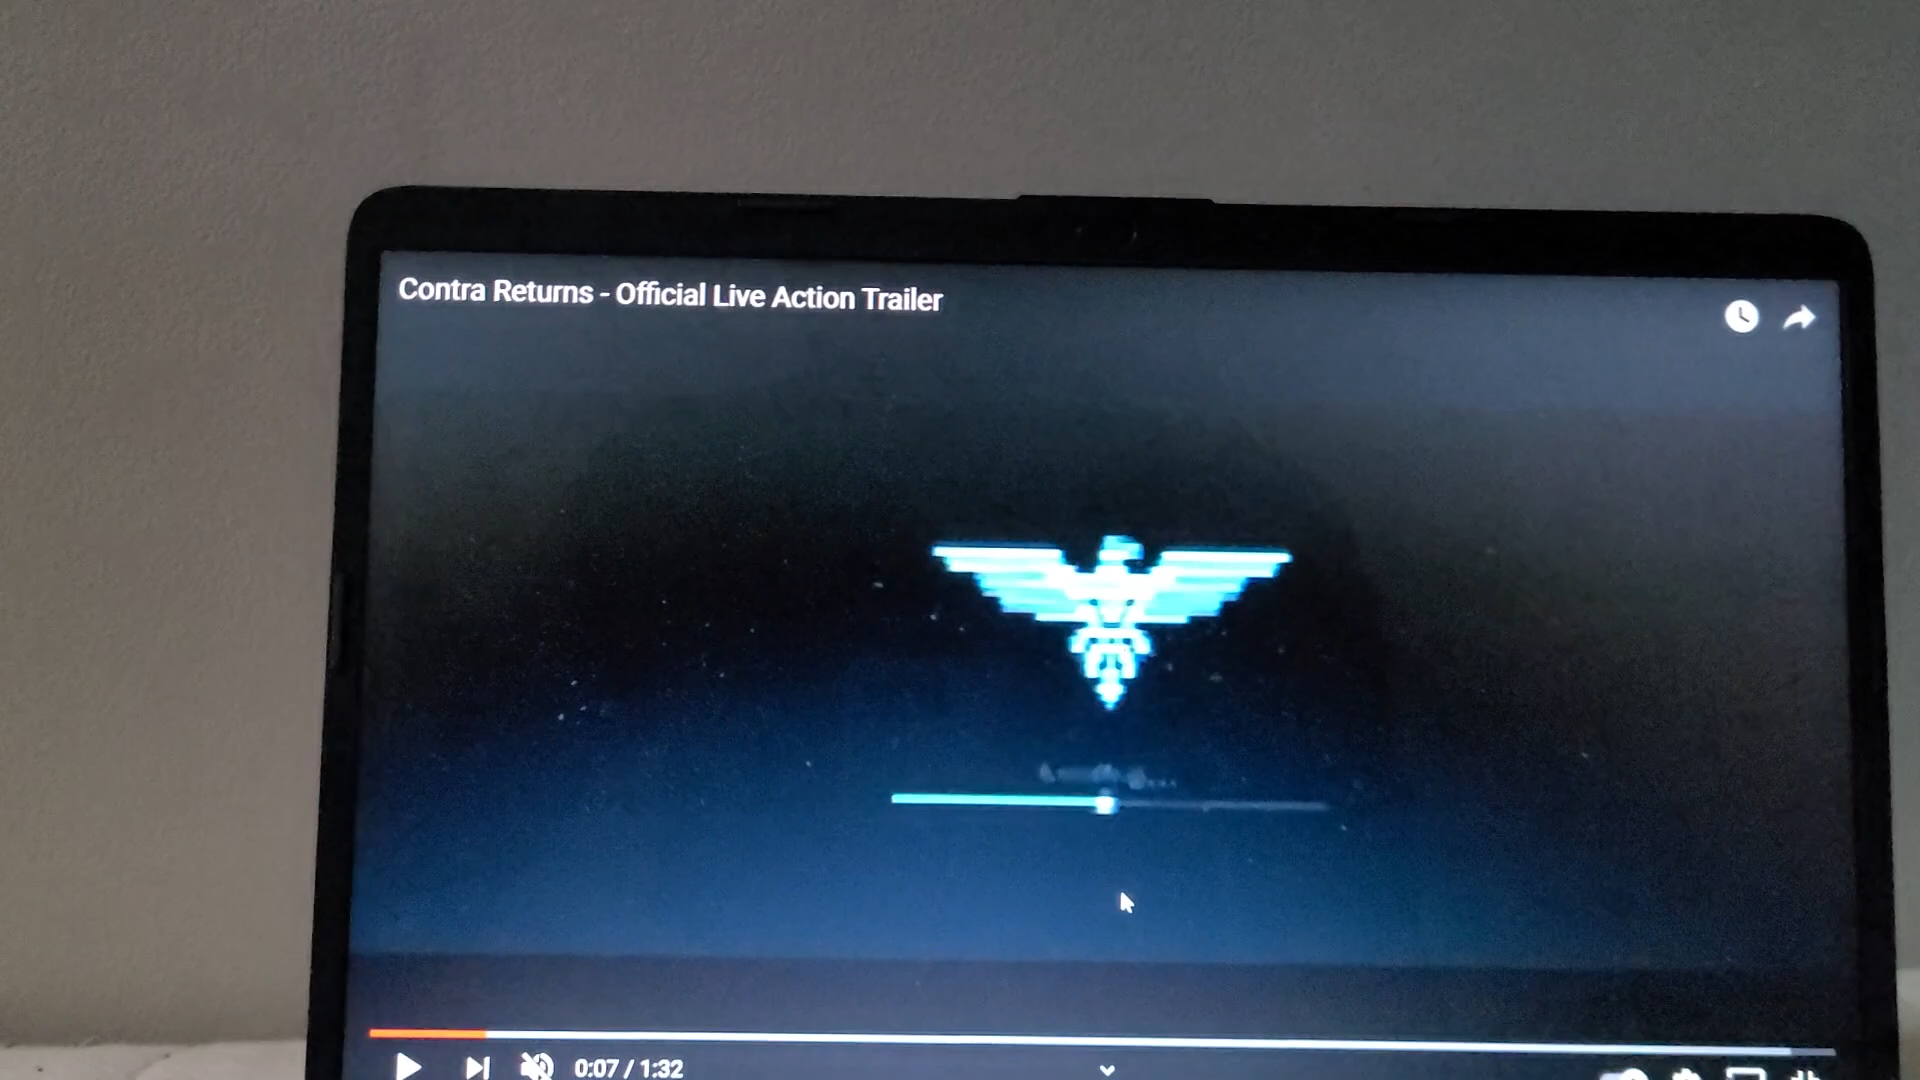 Contra Returns - Official Live Action Trailer
0:07 / 1:32